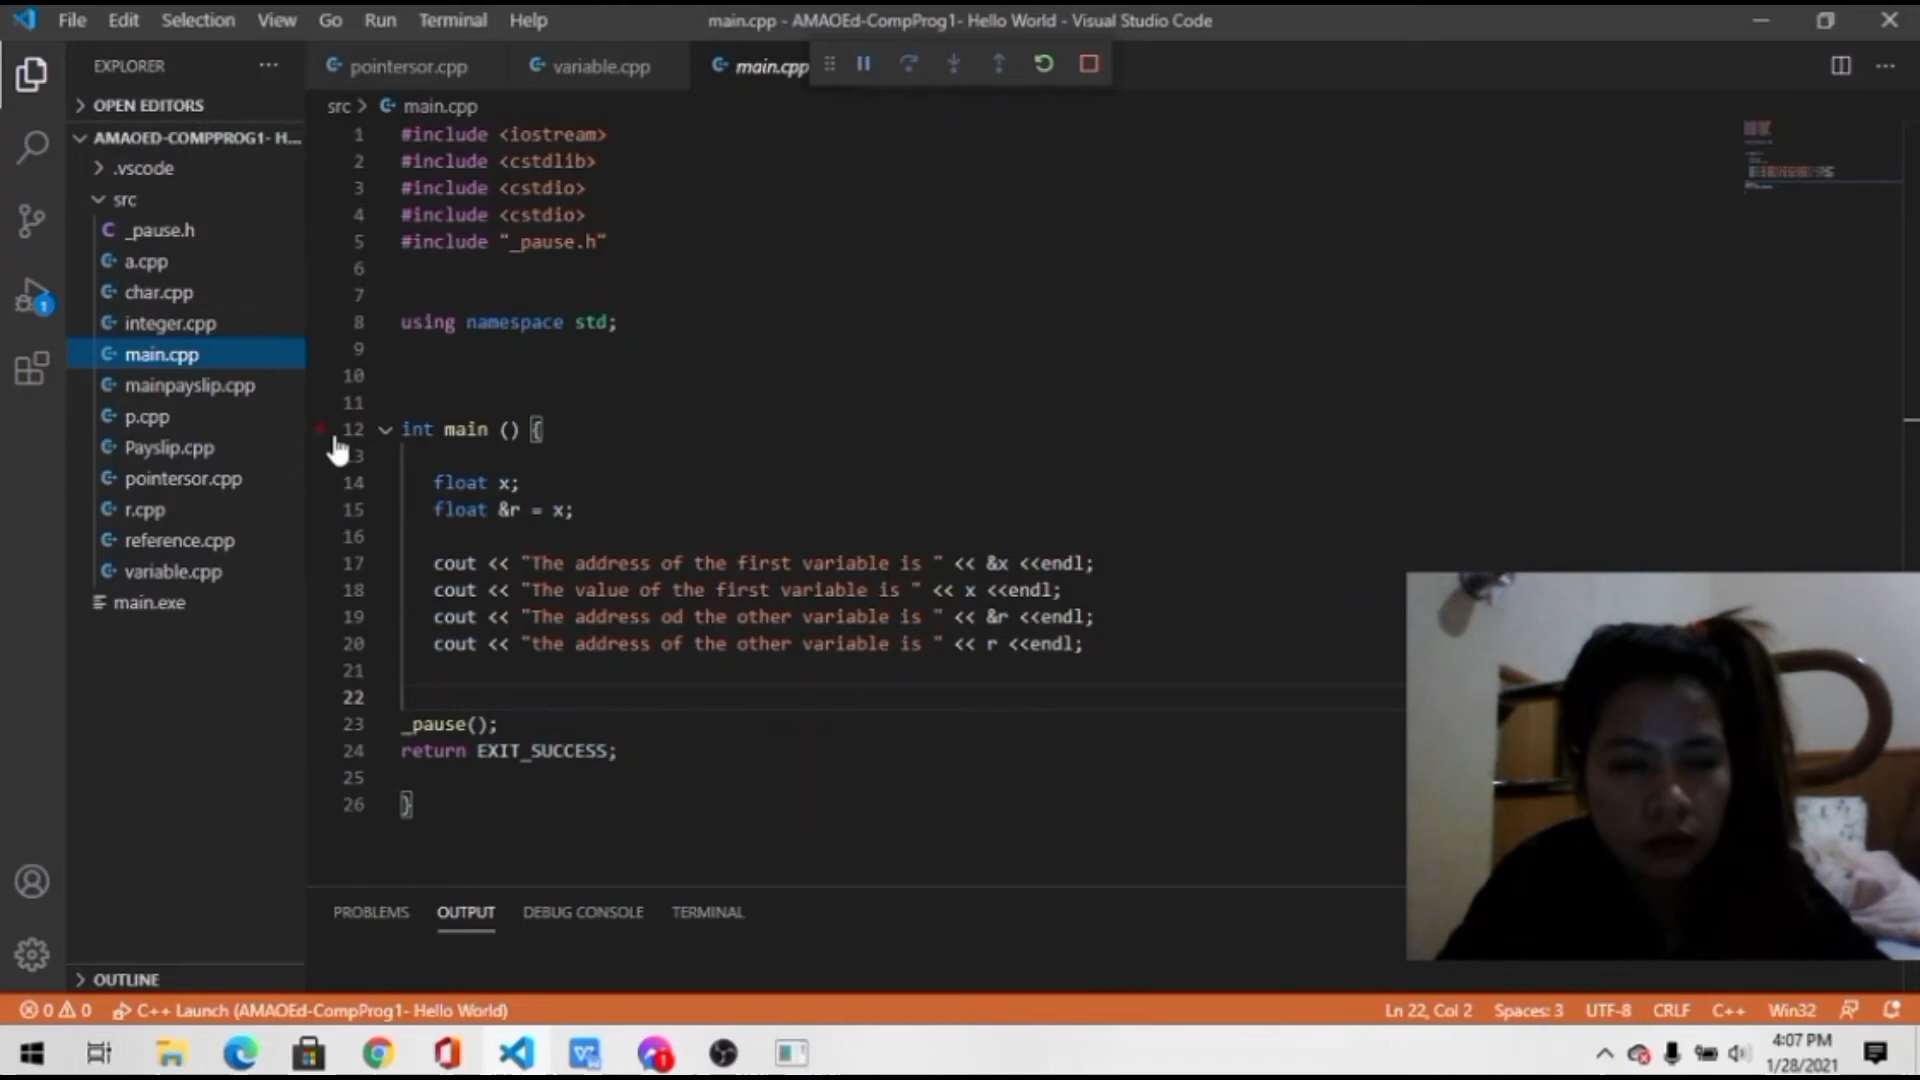 File Edit Selection View Go Run Terminal Help
main.cpp - AMAOEd-CompProg1- Hello World - Visual Studio Code
EXPLORER
OPEN EDITORS
AMAOED-COMPPROG1- H...
.vscode
src
_pause.h
a.cpp
char.cpp
integer.cpp
main.cpp
mainpayslip.cpp
p.cpp
Payslip.cpp
pointersor.cpp
r.cpp
reference.cpp
variable.cpp
main.exe
OUTLINE
pointersor.cpp variable.cpp main.cpp
src > main.cpp
1 #include <iostream>
2 #include <cstdlib>
3 #include <cstdio>
4 #include <cstdio>
5 #include "_pause.h"
6
7
8 using namespace std;
9
10
11
12 int main () {
3
14 float x;
15 float &r = x;
16
17 cout << "The address of the first variable is " << &x <<endl;
18 cout << "The value of the first variable is " << x <<endl;
19 cout << "The address od the other variable is " << &r <<endl;
20 cout << "the address of the other variable is " << r <<endl;
21
22
23 _pause();
24 return EXIT_SUCCESS;
25
26 }
PROBLEMS OUTPUT DEBUG CONSOLE TERMINAL
0 0 C++ Launch (AMAOEd-CompProg1- Hello World)
Ln 22, Col 2 Spaces: 3 UTF-8 CRLF C++ Win32
4:07 PM
1/28/2021